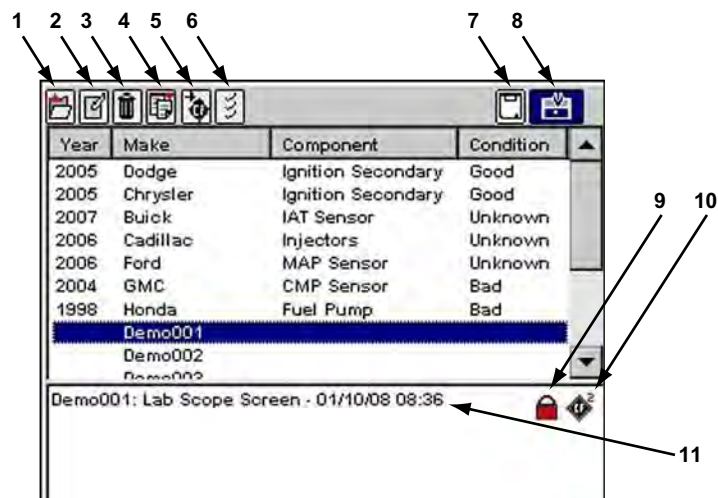 1 2 3 4 5 6 7 8
Year Make Component Condition
2005 Dodge Ignition Secondary Good
2005 Chrysler Ignition Secondary Good
2007 Buick IAT Sensor Unknown
2006 Cadillac Injectors Unknown
2006 Ford MAP Sensor Unknown
2004 GMC CMP Sensor Bad
1998 Honda Fuel Pump Bad
Demo001
Demo002
Demo003
Demo001: Lab Scope Screen - 01/10/08 08:36
9 10
11